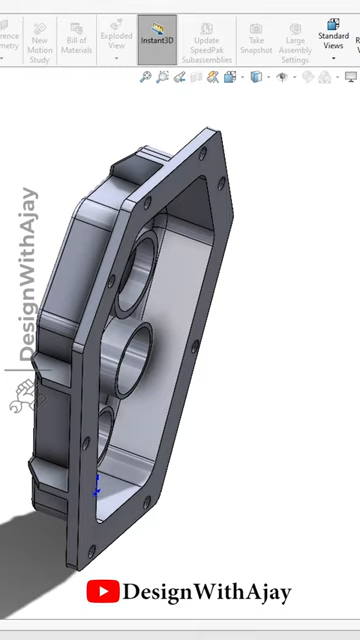 New
Motion
Study
Bill of
Materials
Exploded
View
Instant3D
Update
SpeedPak
Subassemblies
Take
Snapshot
Large
Assembly
Settings
Standard
Views
DesignWithAjay
DesignWithAjay